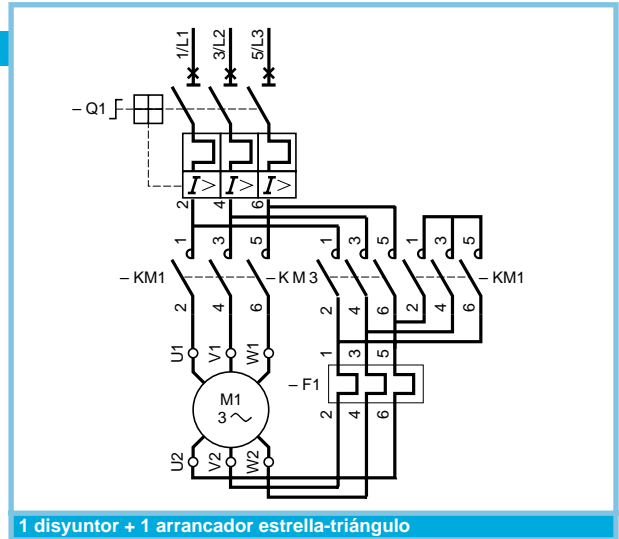 1/L1 3/L2 5/L3
– Q1
I> I> I>
2 4 6
1 3 5 1 3 5 1 3 5
– KM1 – KM3 – KM1
2 4 6 2 4 6 2 4 6
U1 V1 W1
1 3 5
– F1
M1
3 ~
2 4 6
U2 V2 W2
1 disyuntor + 1 arrancador estrella-triángulo